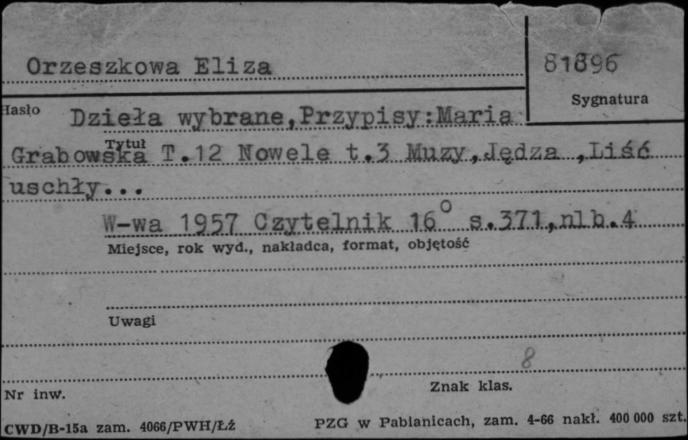 Orzeszkowa Eliza
81896
Hasło
Sygnatura
Dzieła wybrane,Przypisy:Maria
Tytuł
Grabowska T.12 Nowele t.3 Muzy,Jędza ,Liść
uschły...
W-wa 1957 Czytelnik 16° s.371,nlb.4
Miejsce, rok wyd., nakładca, format, objętość
Uwagi
8
Nr inw.
Znak klas.
CWD/B-15a zam. 4066/PWH/Łź
PZG w Pabianicach, zam. 4-66 nakł. 400 000 szt.